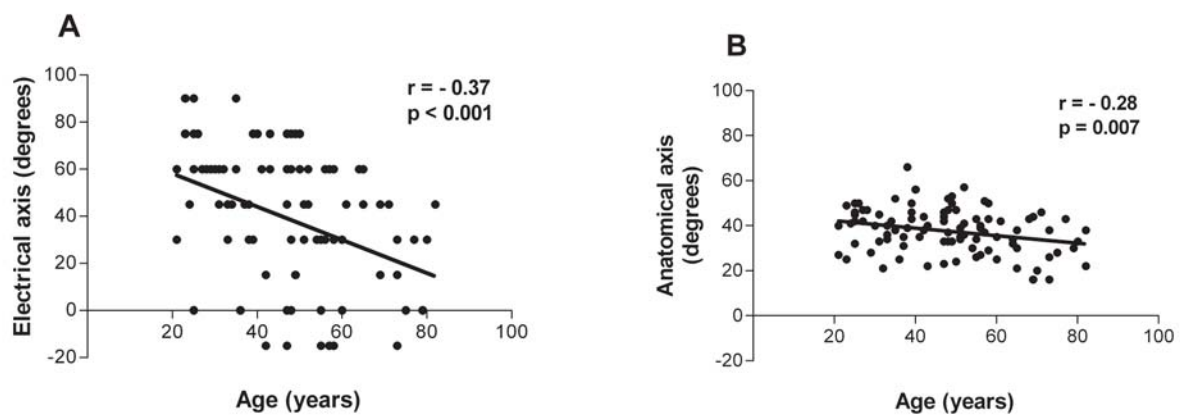 A
Electrical axis (degrees)
100
80
60
40
20
0
-20
20 40 60 80 100
r = - 0.37
p < 0.001
Age (years)
B
Anatomical axis
(degrees)
100
80
60
40
20
0
-20
20 40 60 80 100
r = - 0.28
p = 0.007
Age (years)